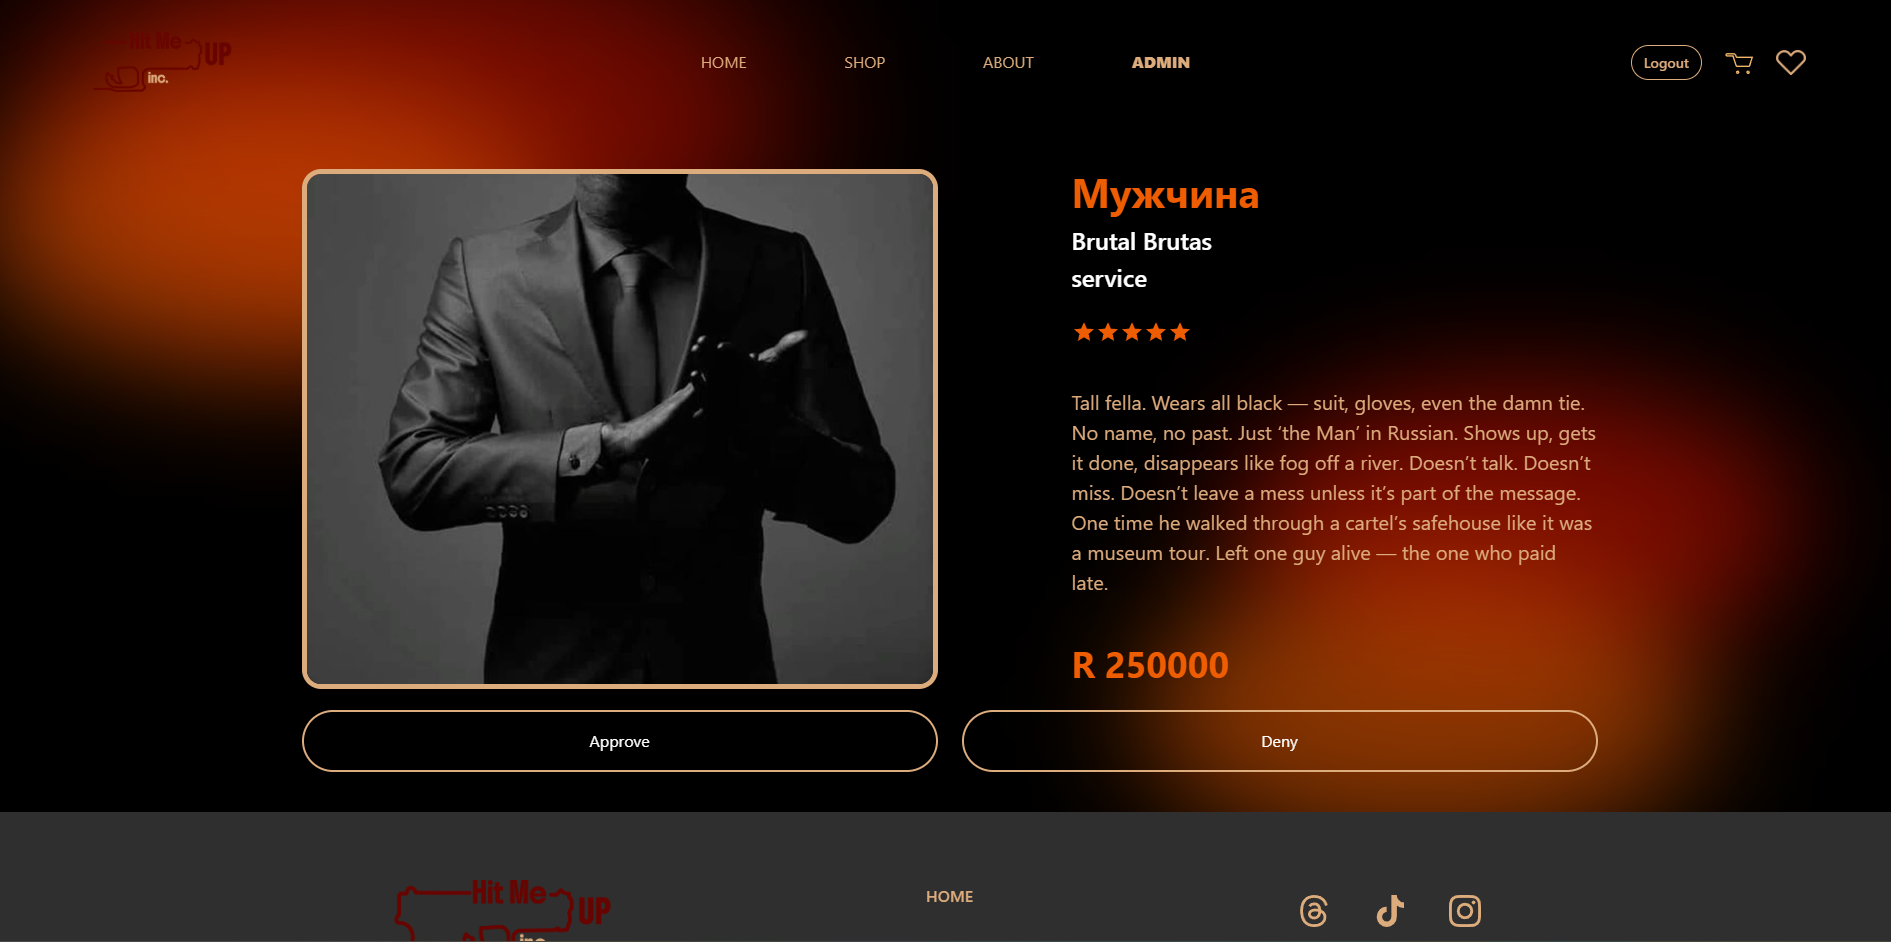 Hit Me
UP
inc.
HOME
SHOP
ABOUT
ADMIN
Logout
Мужчина
Brutal Brutas
service
Tall fella. Wears all black — suit, gloves, even the damn tie.
No name, no past. Just ‘the Man’ in Russian. Shows up, gets
it done, disappears like fog off a river. Doesn’t talk. Doesn’t
miss. Doesn’t leave a mess unless it’s part of the message.
One time he walked through a cartel’s safehouse like it was
a museum tour. Left one guy alive — the one who paid
late.
R 250000
Approve
Deny
Hit Me
UP
inc.
HOME